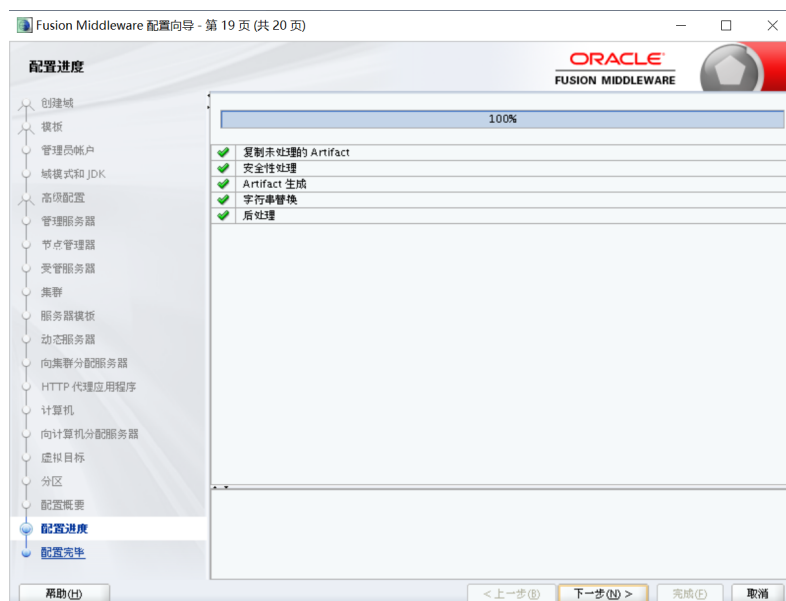 Fusion Middleware 配置向导 - 第 19 页 (共 20 页)
配置进度
ORACLE
FUSION MIDDLEWARE
创建域
模板
管理员帐户
域模式和 JDK
高级配置
管理服务器
节点管理器
受管服务器
集群
服务器模板
动态服务器
向集群分配服务器
HTTP 代理应用程序
计算机
向计算机分配服务器
虚拟目标
分区
配置概要
配置进度
配置完毕
100%
复制未处理的 Artifact
安全性处理
Artifact 生成
字符串替换
后处理
帮助(H)
< 上一步(B)
下一步(N) >
完成(F)
取消